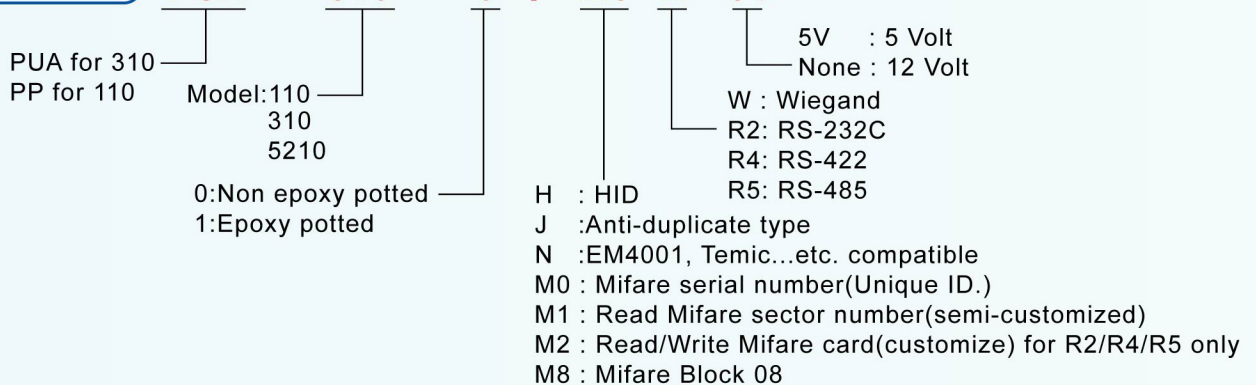 PUA for 310
PP for 110
Model:110
310
5210
0:Non epoxy potted
1:Epoxy potted
H : HID
J :Anti-duplicate type
N :EM4001, Temic...etc. compatible
M0 : Mifare serial number(Unique ID.)
M1 : Read Mifare sector number(semi-customized)
M2 : Read/Write Mifare card(customize) for R2/R4/R5 only
M8 : Mifare Block 08
W : Wiegand
R2: RS-232C
R4: RS-422
R5: RS-485
5V : 5 Volt
None : 12 Volt